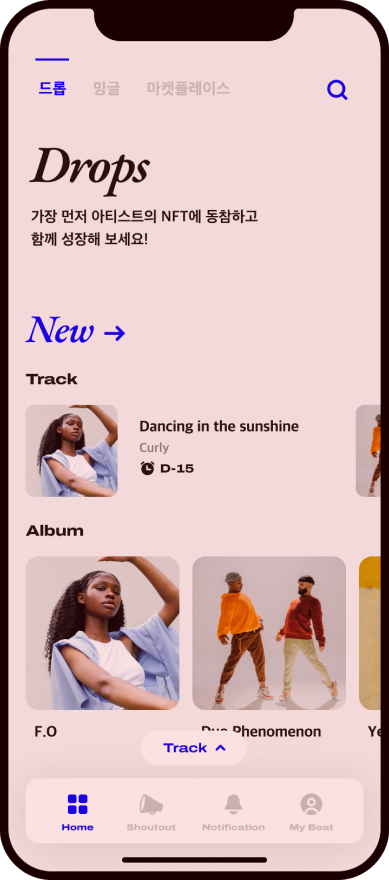 드롭 밍글 마켓플레이스
Drops
가장 먼저 아티스트의 NFT에 동참하고
함께 성장해 보세요!
New →
Track
Dancing in the sunshine
Curly
D-15
Album
F.O
Duo Phenomenon
Ye
Track
Home Shoutout Notification My Beat